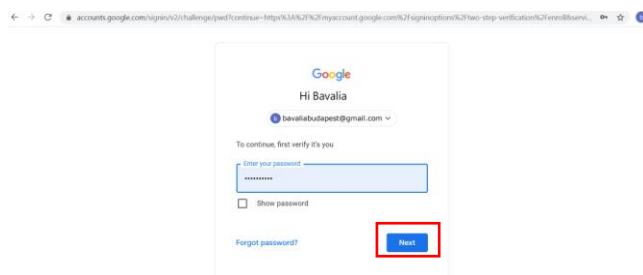 accounts.google.com/signin/v2/challenge/pwd?continue=https%3A%2F%2Fmyaccount.google.com%2Fsigninoptions%2Ftwo-step-verification%2Fenroll&servi...
Google
Hi Bavalia
b bavaliabudapest@gmail.com
To continue, first verify it's you
Enter your password
••••••••••
Show password
Forgot password? Next